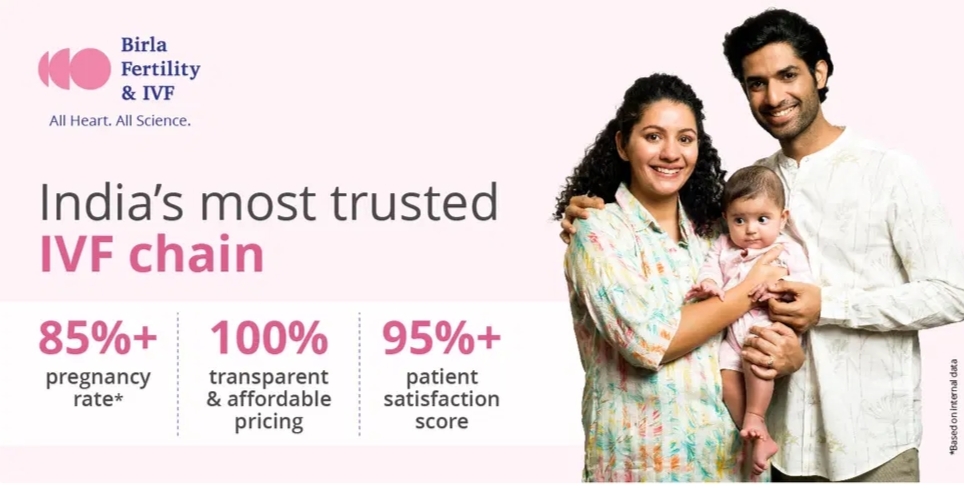 Birla
Fertility
& IVF
All Heart. All Science.
India's most trusted
IVF chain
85%+
pregnancy
rate*
100%
transparent
& affordable
pricing
95%+
patient
satisfaction
score
*Based on internal data